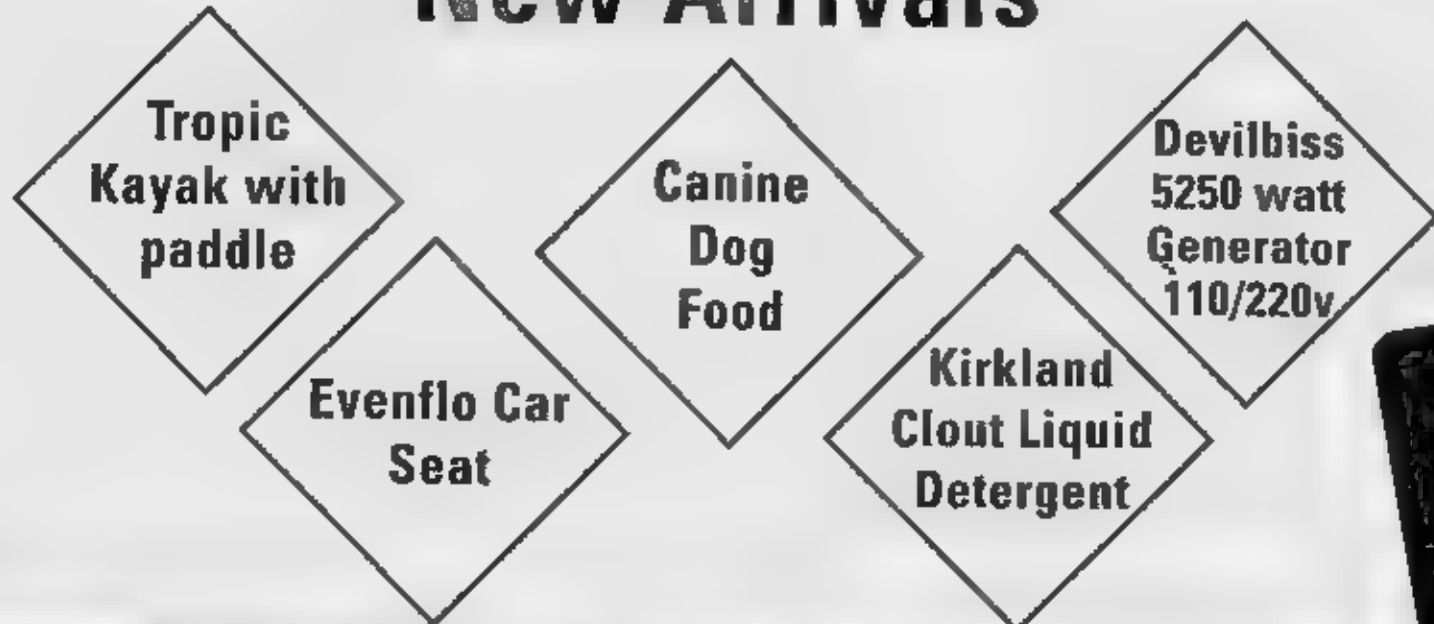 New Arrivals
Tropic
Kayak with
paddle
Evenflo Car
Seat
Canine
Dog
Food
Kirkland
Clout Liquid
Detergent
Devilbiss
5250 watt
Generator
110/220v